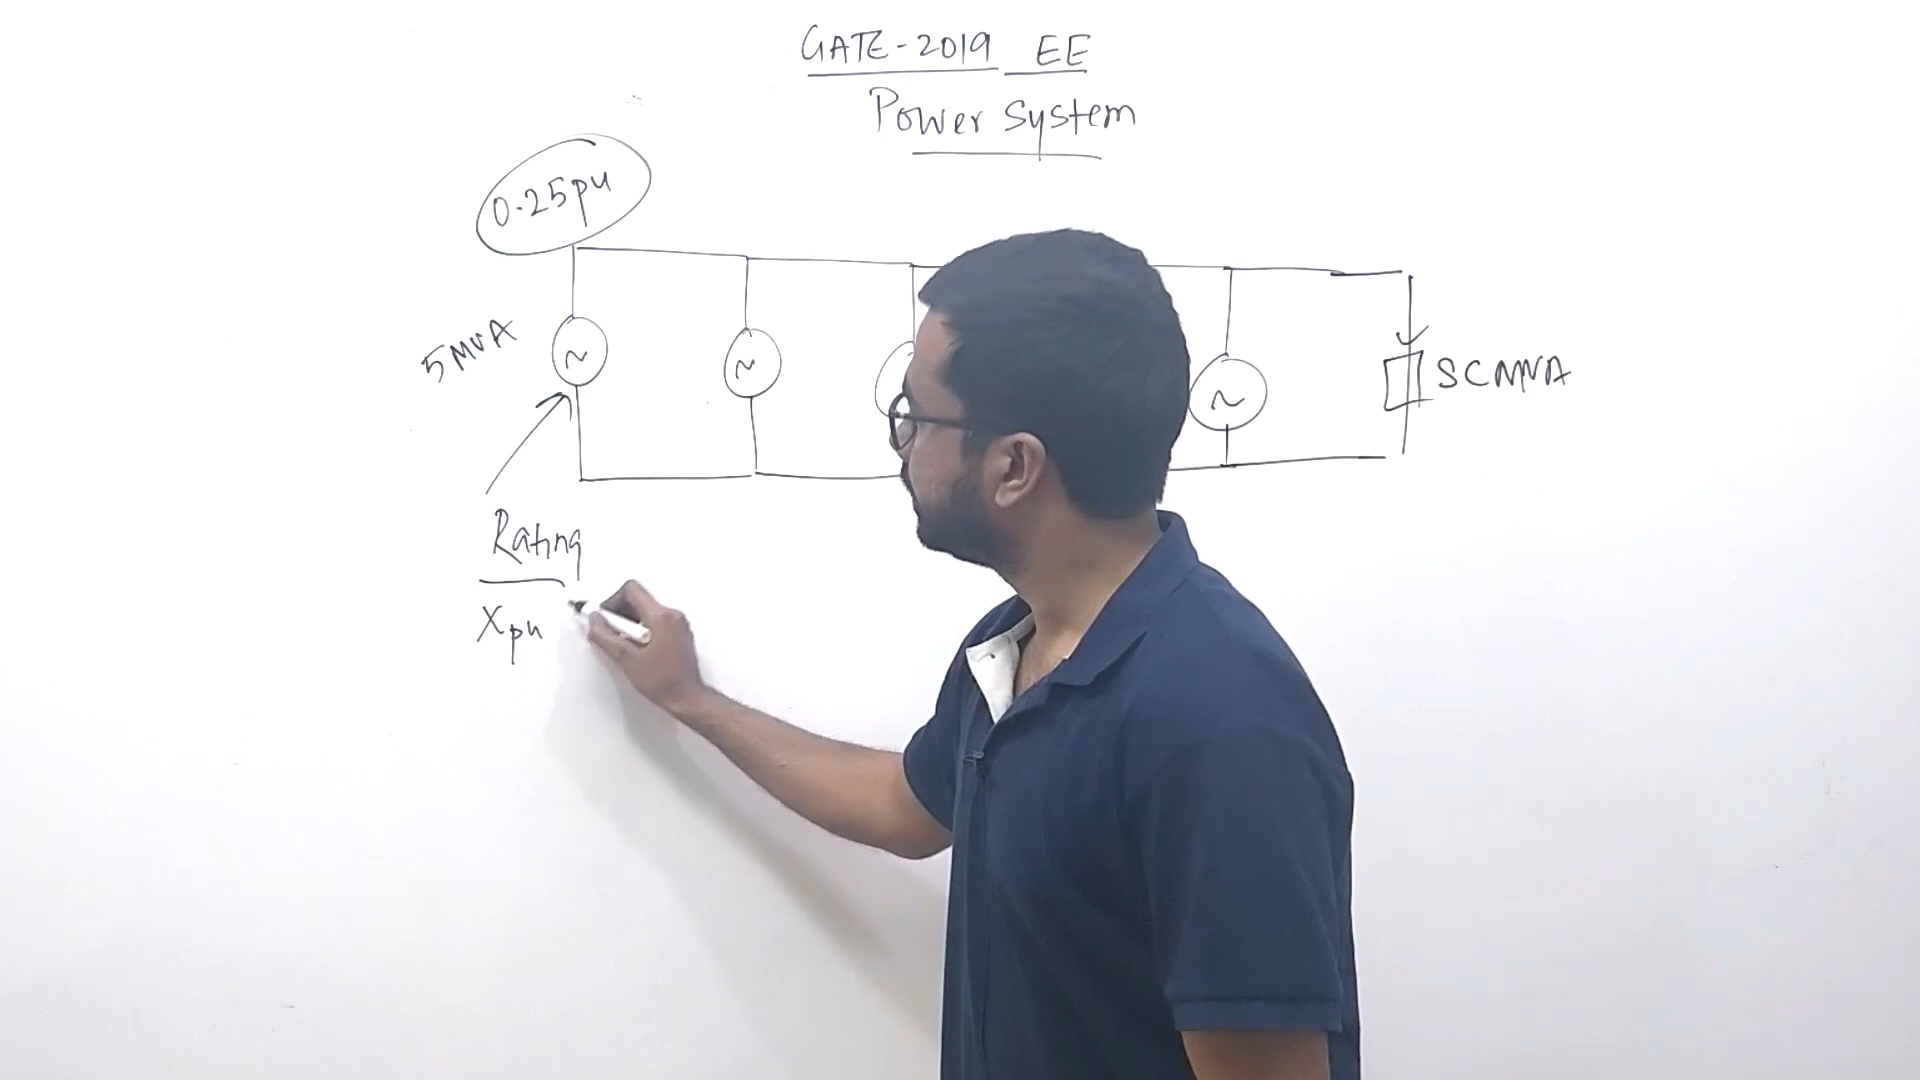 GATE-2019 EE
Power System
0.25pu
5MVA
~
~
~
SCMVA
Rating
Xpu